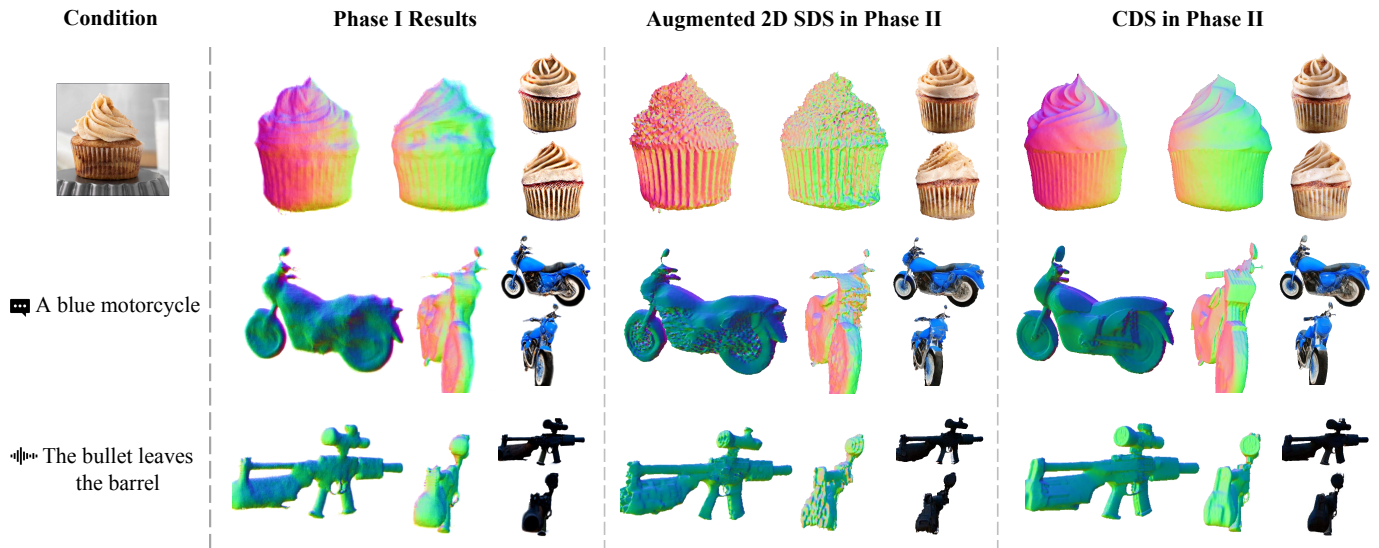 Condition
Phase I Results
Augmented 2D SDS in Phase II
CDS in Phase II
A blue motorcycle
The bullet leaves
the barrel